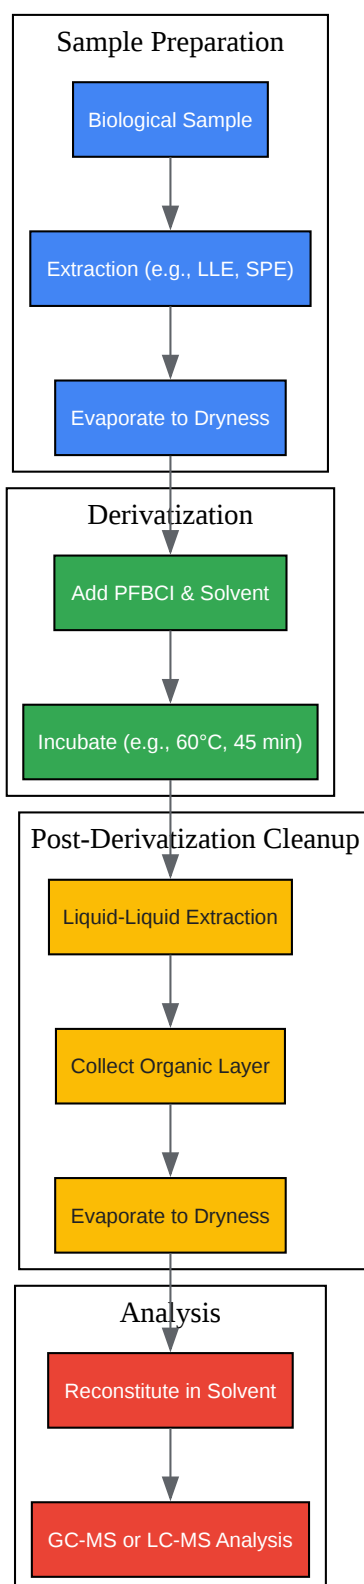 Sample Preparation
Biological Sample
Extraction (e.g., LLE, SPE)
Evaporate to Dryness
Derivatization
Add PFBCI & Solvent
Incubate (e.g., 60°C, 45 min)
Post-Derivatization Cleanup
Liquid-Liquid Extraction
Collect Organic Layer
Evaporate to Dryness
Analysis
Reconstitute in Solvent
GC-MS or LC-MS Analysis